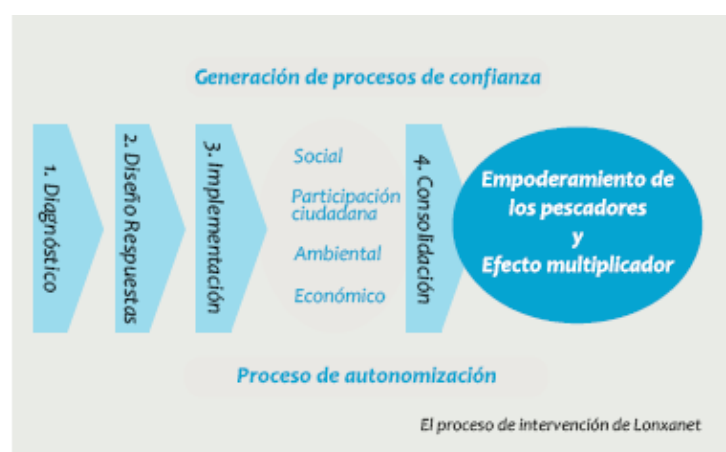 Generación de procesos de confianza
1. Diagnóstico
2. Diseño Respuestas
3. Implementación
Social
Participación
ciudadana
Ambiental
Económico
4. Consolidación
Empoderamiento de
los pescadores
y
Efecto multiplicador
Proceso de autonomización
El proceso de intervención de Lonxanet